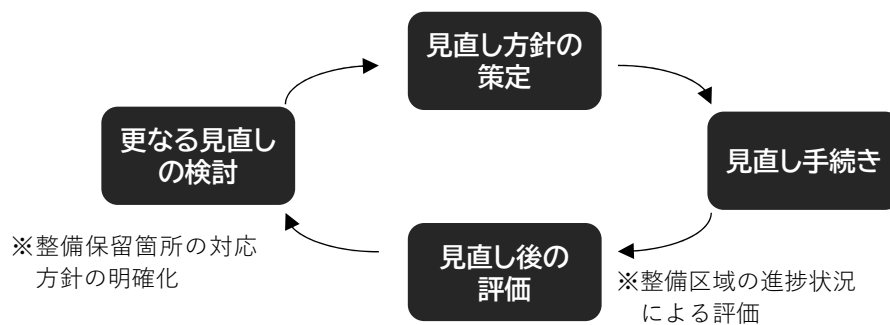 見直し方針の
策定
更なる見直し
の検討
見直し手続き
※整備保留箇所の対応
方針の明確化
見直し後の
評価
※整備区域の進捗状況
による評価